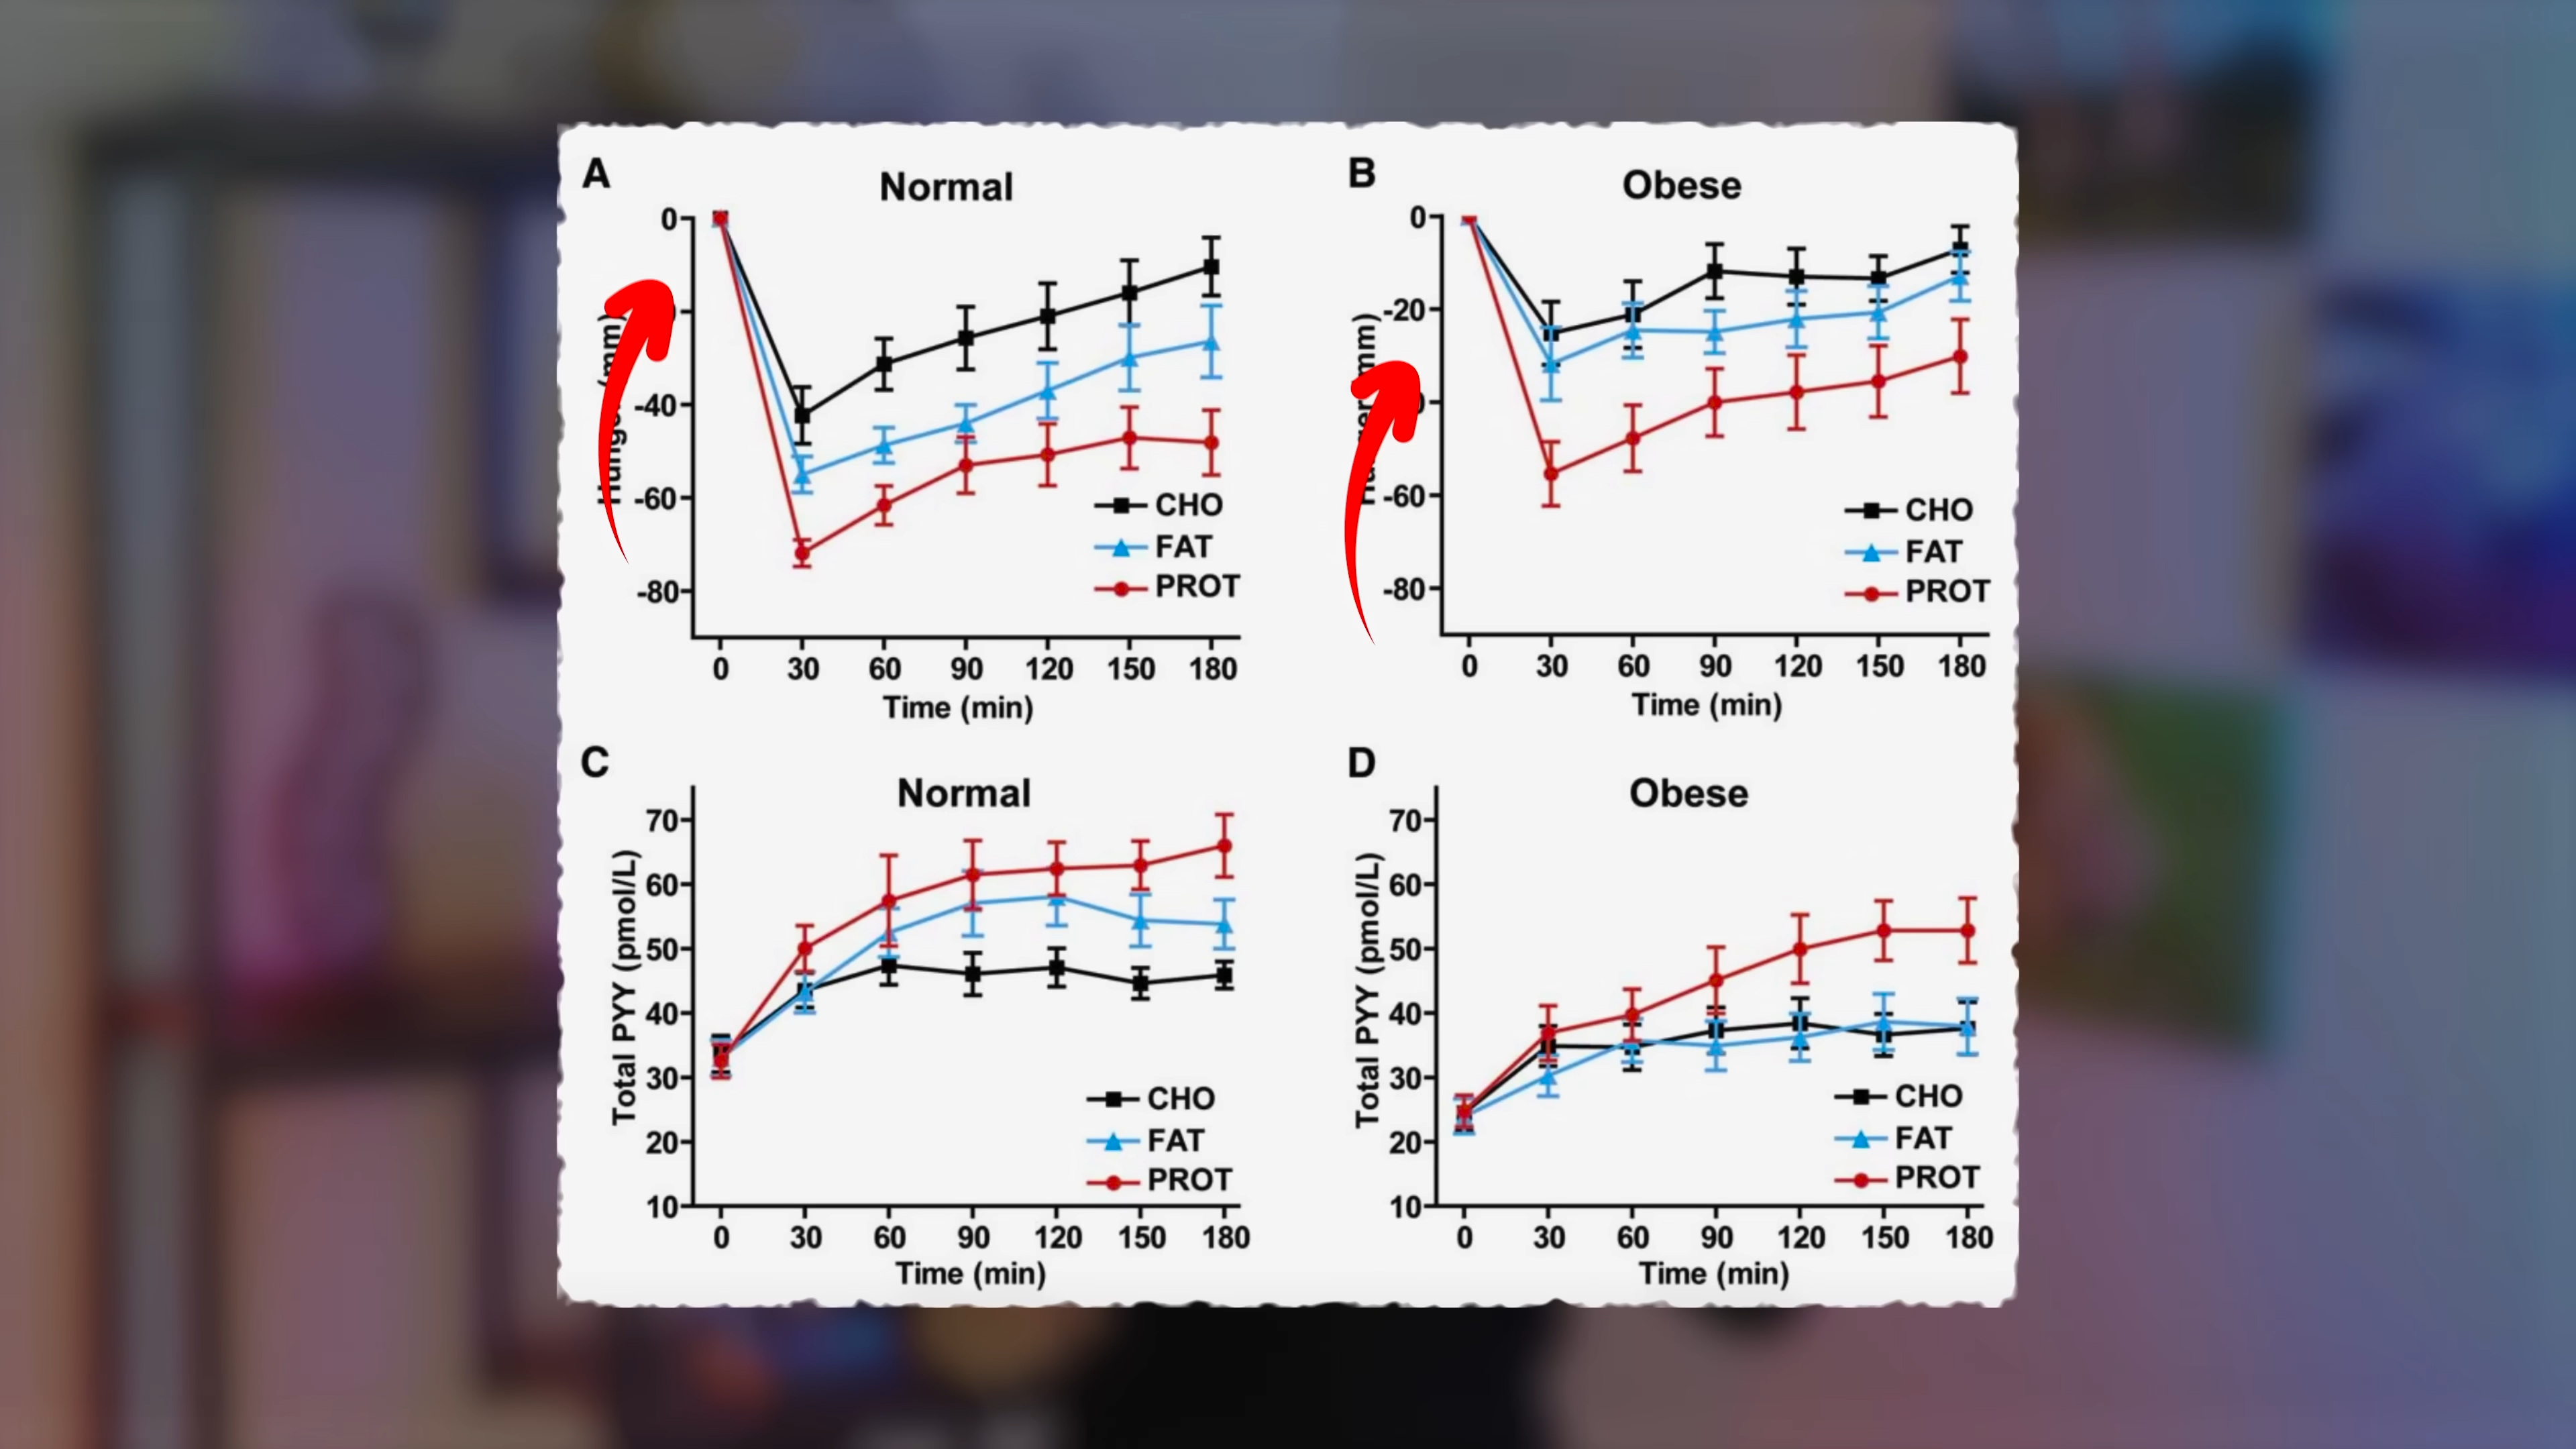 A
Normal
0
-40
-60
-80
(mm)
CHO
FAT
PROT
0 30 60 90 120 150 180
Time (min)
B
Obese
0
-20
-60
-80
CHO
FAT
PROT
0 30 60 90 120 150 180
Time (min)
C
Normal
Total PYY (pmol/L)
70
60
50
40
30
20
10
CHO
FAT
PROT
0 30 60 90 120 150 180
Time (min)
D
Obese
Total PYY (pmol/L)
70
60
50
40
30
20
10
CHO
FAT
PROT
0 30 60 90 120 150 180
Time (min)